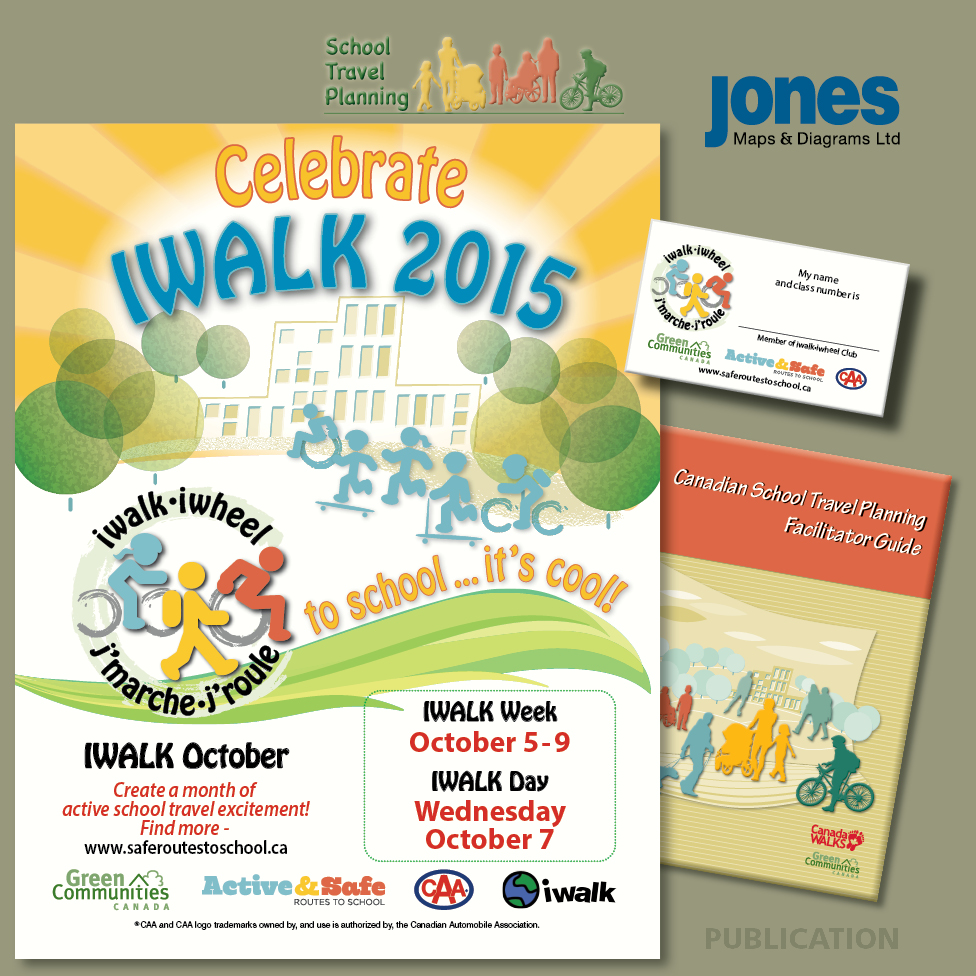 School
Travel
Planning
jones
Maps & Diagrams Ltd
Celebrate
IWALK 2015
iwalk·iwheel
j'marche·j'roule
to school ... it's cool!
IWALK October
Create a month of
active school travel excitement!
Find more -
www.saferoutestoschool.ca
IWALK Week
October 5-9
IWALK Day
Wednesday
October 7
Green
Communities
CANADA
Active & Safe
ROUTES TO SCHOOL
CAA
iwalk
®CAA and CAA logo trademarks owned by, and use is authorized by, the Canadian Automobile Association.
iwalk·iwheel
j'marche·j'roule
My name
and class number is
Member of iwalk·iwheel Club
Green
Communities
CANADA
Active & Safe
ROUTES TO SCHOOL
CAA
www.saferoutestoschool.ca
Canadian School Travel Planning
Facilitator Guide
Canada
WALKS
Green
Communities
CANADA
PUBLICATION